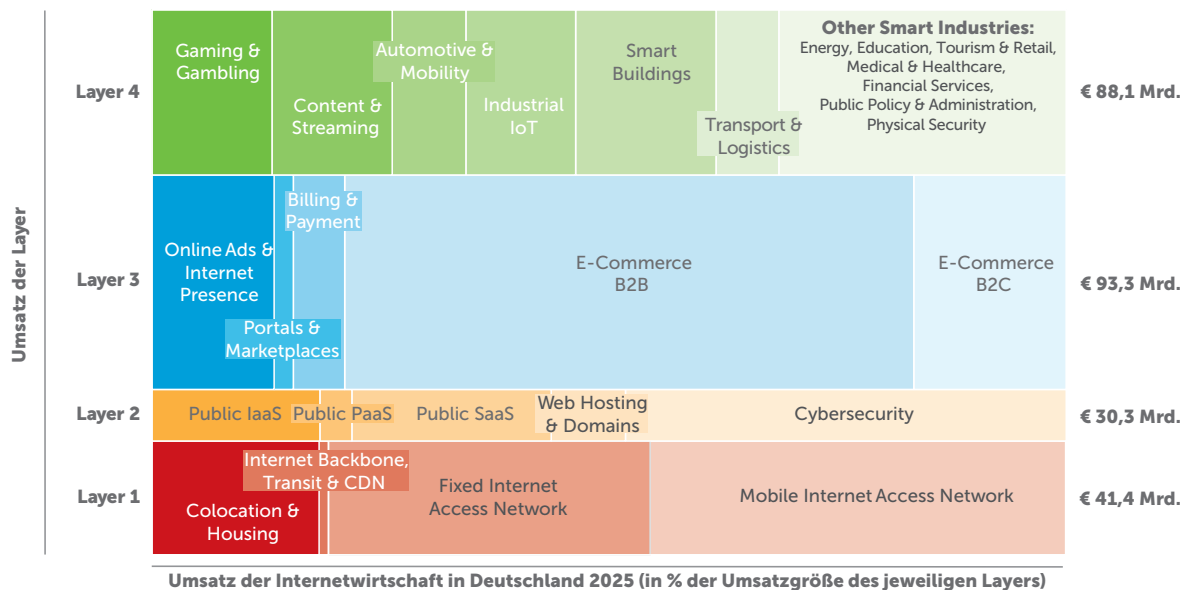 Umsatz der Layer
Layer 4
Gaming &
Gambling
Content &
Streaming
Automotive &
Mobility
Industrial
IoT
Smart
Buildings
Transport &
Logistics
Other Smart Industries:
Energy, Education, Tourism & Retail,
Medical & Healthcare,
Financial Services,
Public Policy & Administration,
Physical Security
€ 88,1 Mrd.
Layer 3
Online Ads &
Internet
Presence
Portals &
Marketplaces
Billing &
Payment
E-Commerce
B2B
E-Commerce
B2C
€ 93,3 Mrd.
Layer 2
Public IaaS
Public PaaS
Public SaaS
Web Hosting
& Domains
Cybersecurity
€ 30,3 Mrd.
Layer 1
Colocation &
Housing
Internet Backbone,
Transit & CDN
Fixed Internet
Access Network
Mobile Internet Access Network
€ 41,4 Mrd.
Umsatz der Internetwirtschaft in Deutschland 2025 (in % der Umsatzgröße des jeweiligen Layers)